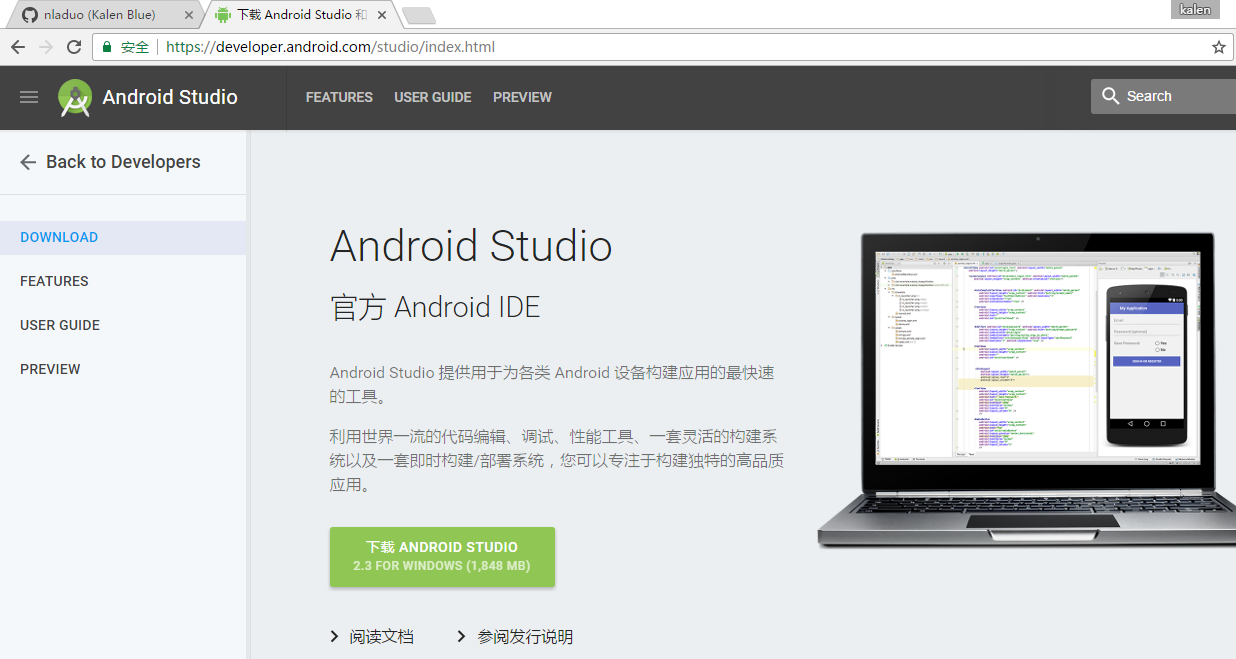 nladuo (Kalen Blue)
下载 Android Studio 和
kalen
安全
https://developer.android.com/studio/index.html
Android Studio
FEATURES
USER GUIDE
PREVIEW
Search
Back to Developers
DOWNLOAD
FEATURES
USER GUIDE
PREVIEW
Android Studio
官方 Android IDE
Android Studio 提供用于为各类 Android 设备构建应用的最快速
的工具。
利用世界一流的代码编辑、调试、性能工具、一套灵活的构建系
统以及一套即时构建/部署系统，您可以专注于构建独特的高品质
应用。
下载 ANDROID STUDIO
2.3 FOR WINDOWS (1,848 MB)
阅读文档
参阅发行说明
My Application
Email
Password (optional)